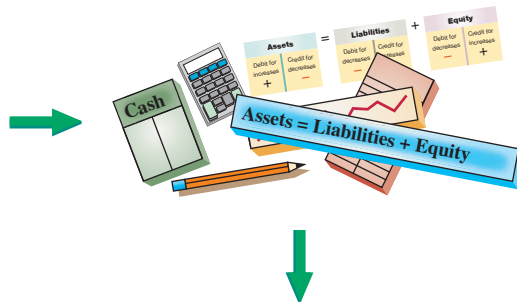 Assets = Liabilities + Equity
Debit for increases + Credit for decreases −
Debit for decreases − Credit for
Debit for decreases − Credit for increases +
Cash
Assets = Liabilities + Equity